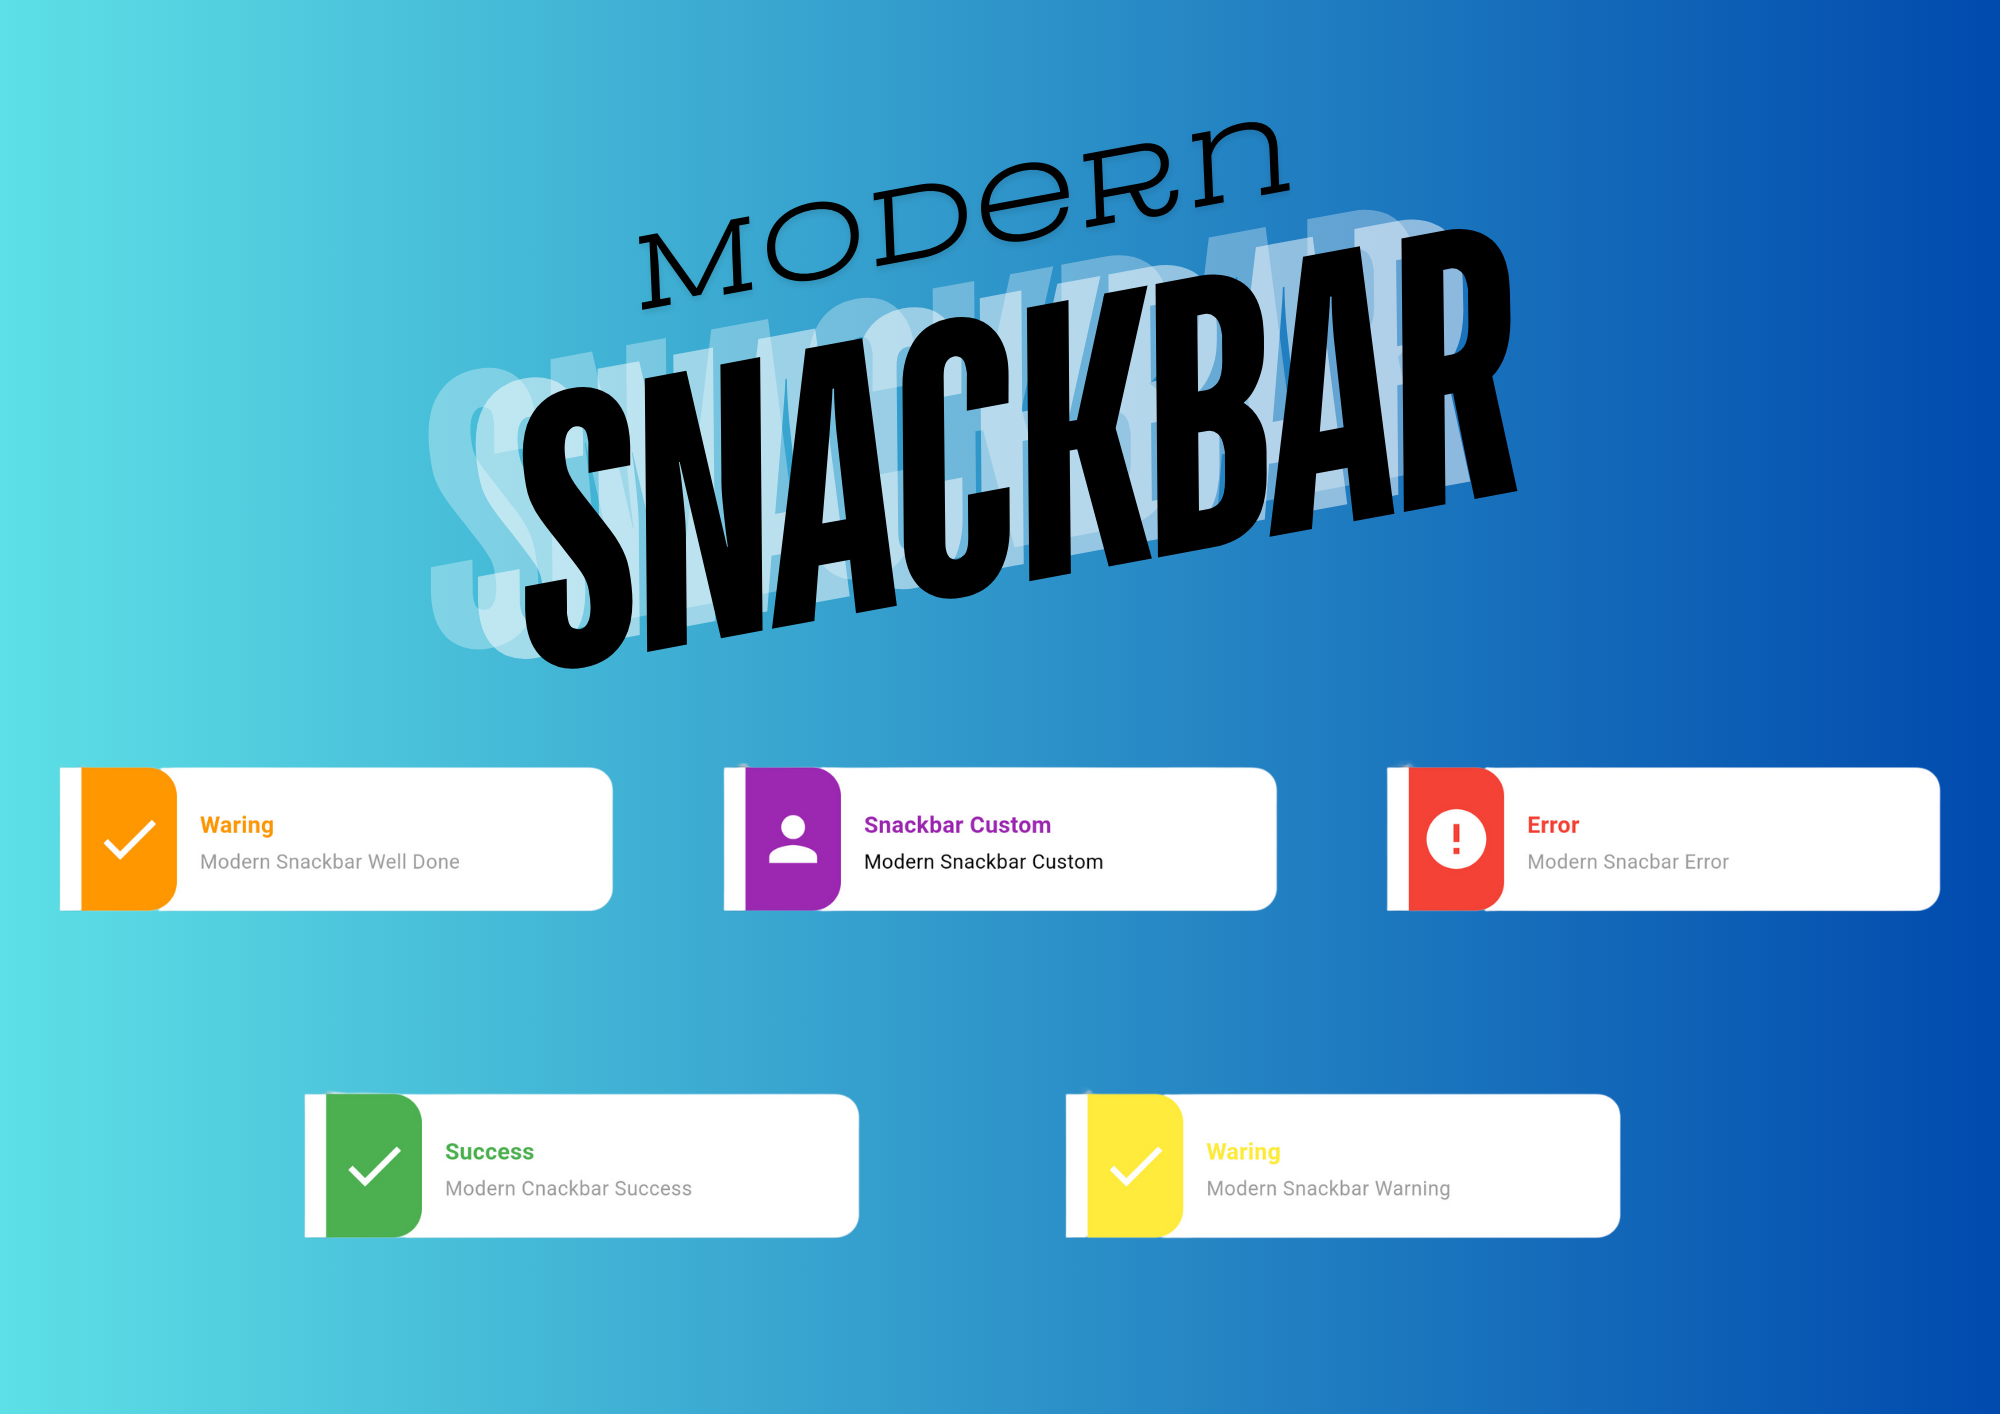 MODERN
SNACKBAR
Waring
Modern Snackbar Well Done
Snackbar Custom
Modern Snackbar Custom
Error
Modern Snacbar Error
Success
Modern Cnackbar Success
Waring
Modern Snackbar Warning